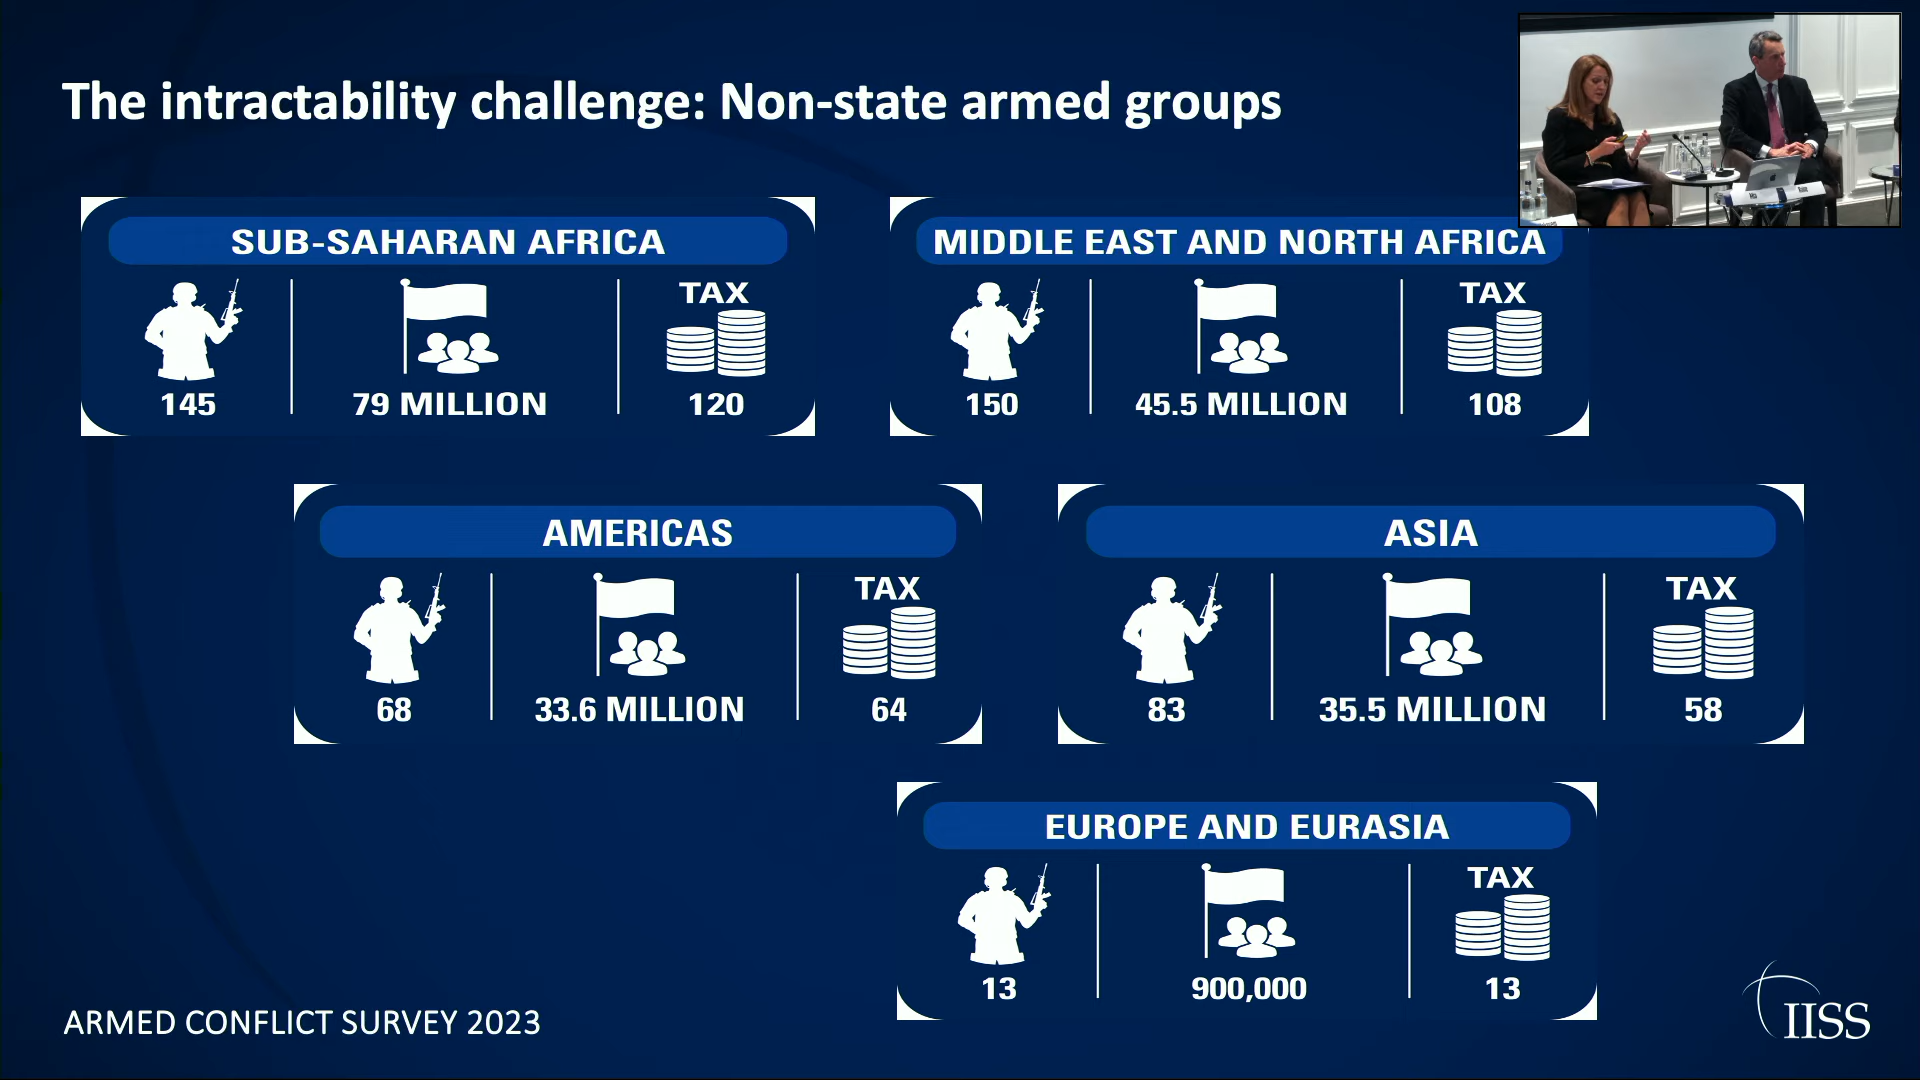 The intractability challenge: Non-state armed groups
SUB-SAHARAN AFRICA
TAX
145
79 MILLION
120
MIDDLE EAST AND NORTH AFRICA
TAX
150
45.5 MILLION
108
AMERICAS
TAX
68
33.6 MILLION
64
ASIA
TAX
83
35.5 MILLION
58
EUROPE AND EURASIA
TAX
13
900,000
13
ARMED CONFLICT SURVEY 2023
IISS